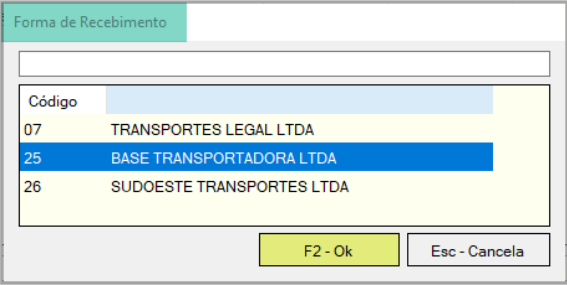 Forma de Recebimento
Código
07 TRANSPORTES LEGAL LTDA
25 BASE TRANSPORTADORA LTDA
26 SUDOESTE TRANSPORTES LTDA
F2 - Ok Esc - Cancela